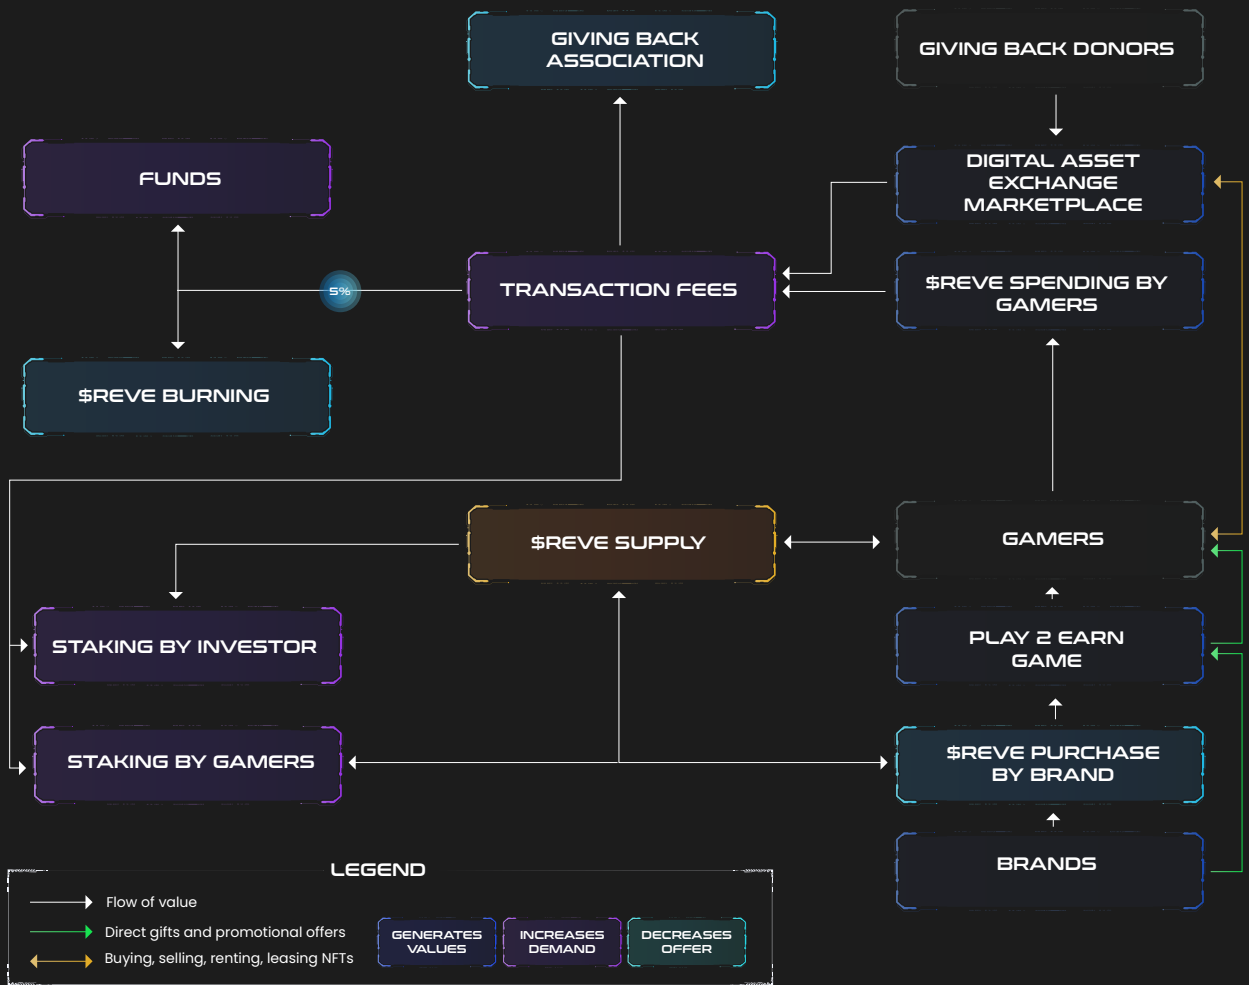 GIVING BACK
ASSOCIATION
GIVING BACK DONORS
FUNDS
DIGITAL ASSET
EXCHANGE
MARKETPLACE
5%
TRANSACTION FEES
$REVE SPENDING BY
GAMERS
$REVE BURNING
$REVE SUPPLY
GAMERS
STAKING BY INVESTOR
PLAY 2 EARN
GAME
STAKING BY GAMERS
$REVE PURCHASE
BY BRAND
BRANDS
LEGEND
Flow of value
Direct gifts and promotional offers
Buying, selling, renting, leasing NFTs
GENERATES
VALUES
INCREASES
DEMAND
DECREASES
OFFER